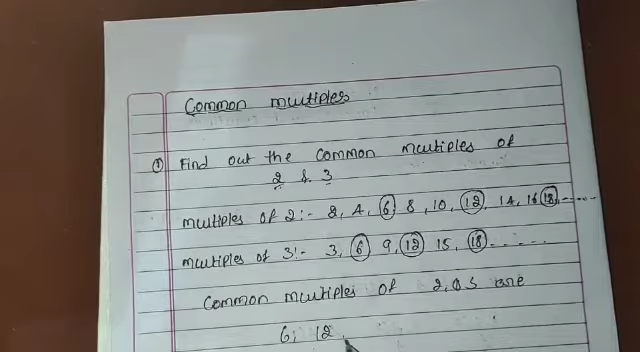 Common multiples
① Find out the common multiples of
2 & 3
multiples of 2:- 2, 4, 6, 8, 10, 12, 14, 16 18, ------
multiples of 3:- 3, 6 9, 12 15, 18 ------
Common multiples of 2, are
6, 12,